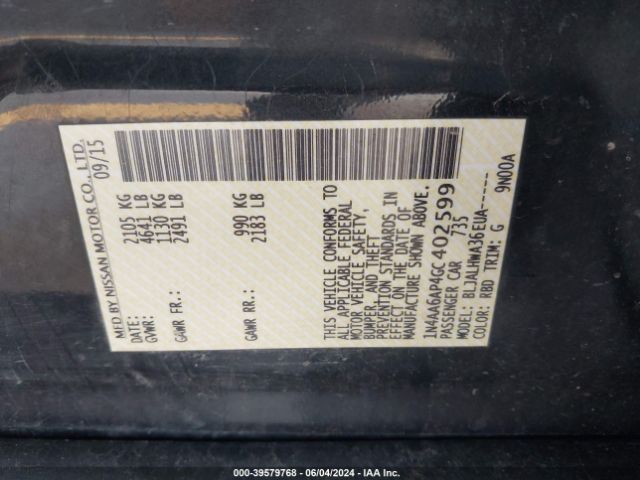 MFD BY NISSAN MOTOR CO., LTD.
DATE: 09/15
GVWR: 2105 KG
4641 LB
GAWR FR: 1130 KG
2491 LB
GAWR RR: 990 KG
2183 LB
THIS VEHICLE CONFORMS TO
ALL APPLICABLE FEDERAL
MOTOR VEHICLE SAFETY,
BUMPER, AND THEFT
PREVENTION STANDARDS IN
EFFECT ON THE DATE OF
MANUFACTURE SHOWN ABOVE.
1N4AA6AP4GC402599
PASSENGER CAR 735
MODEL: BLJALHWA36EUA-----
COLOR: RBD TRIM: G 9N00A
000-39579768 - 06/04/2024 - IAA Inc.